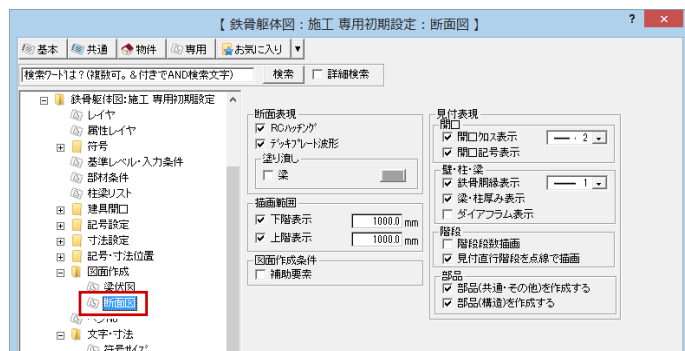 【 鉄骨躯体図：施工 専用初期設定：断面図 】
?
×
基本
共通
物件
専用
お気に入り
検索ワードは？(複数可。＆付きでAND検索文字)
検索
詳細検索
鉄骨躯体図:施工 専用初期設定
レイヤ
属性レイヤ
符号
基準レベル・入力条件
部材条件
柱梁リスト
建具開口
記号設定
寸法設定
記号・寸法位置
図面作成
梁伏図
断面図
ペンNo
文字・寸法
符号サイズ
断面表現
RCハッチング
デッキプレート波形
塗り潰し
梁
描画範囲
下階表示 1000.0 mm
上階表示 1000.0 mm
図面作成条件
補助要素
見付表現
開口
開口クロス表示 2
開口記号表示
壁・柱・梁
鉄骨胴縁表示 1
梁・柱厚み表示
ダイアフラム表示
階段
階段段数描画
見付直行階段を点線で描画
部品
部品(共通・その他)を作成する
部品(構造)を作成する